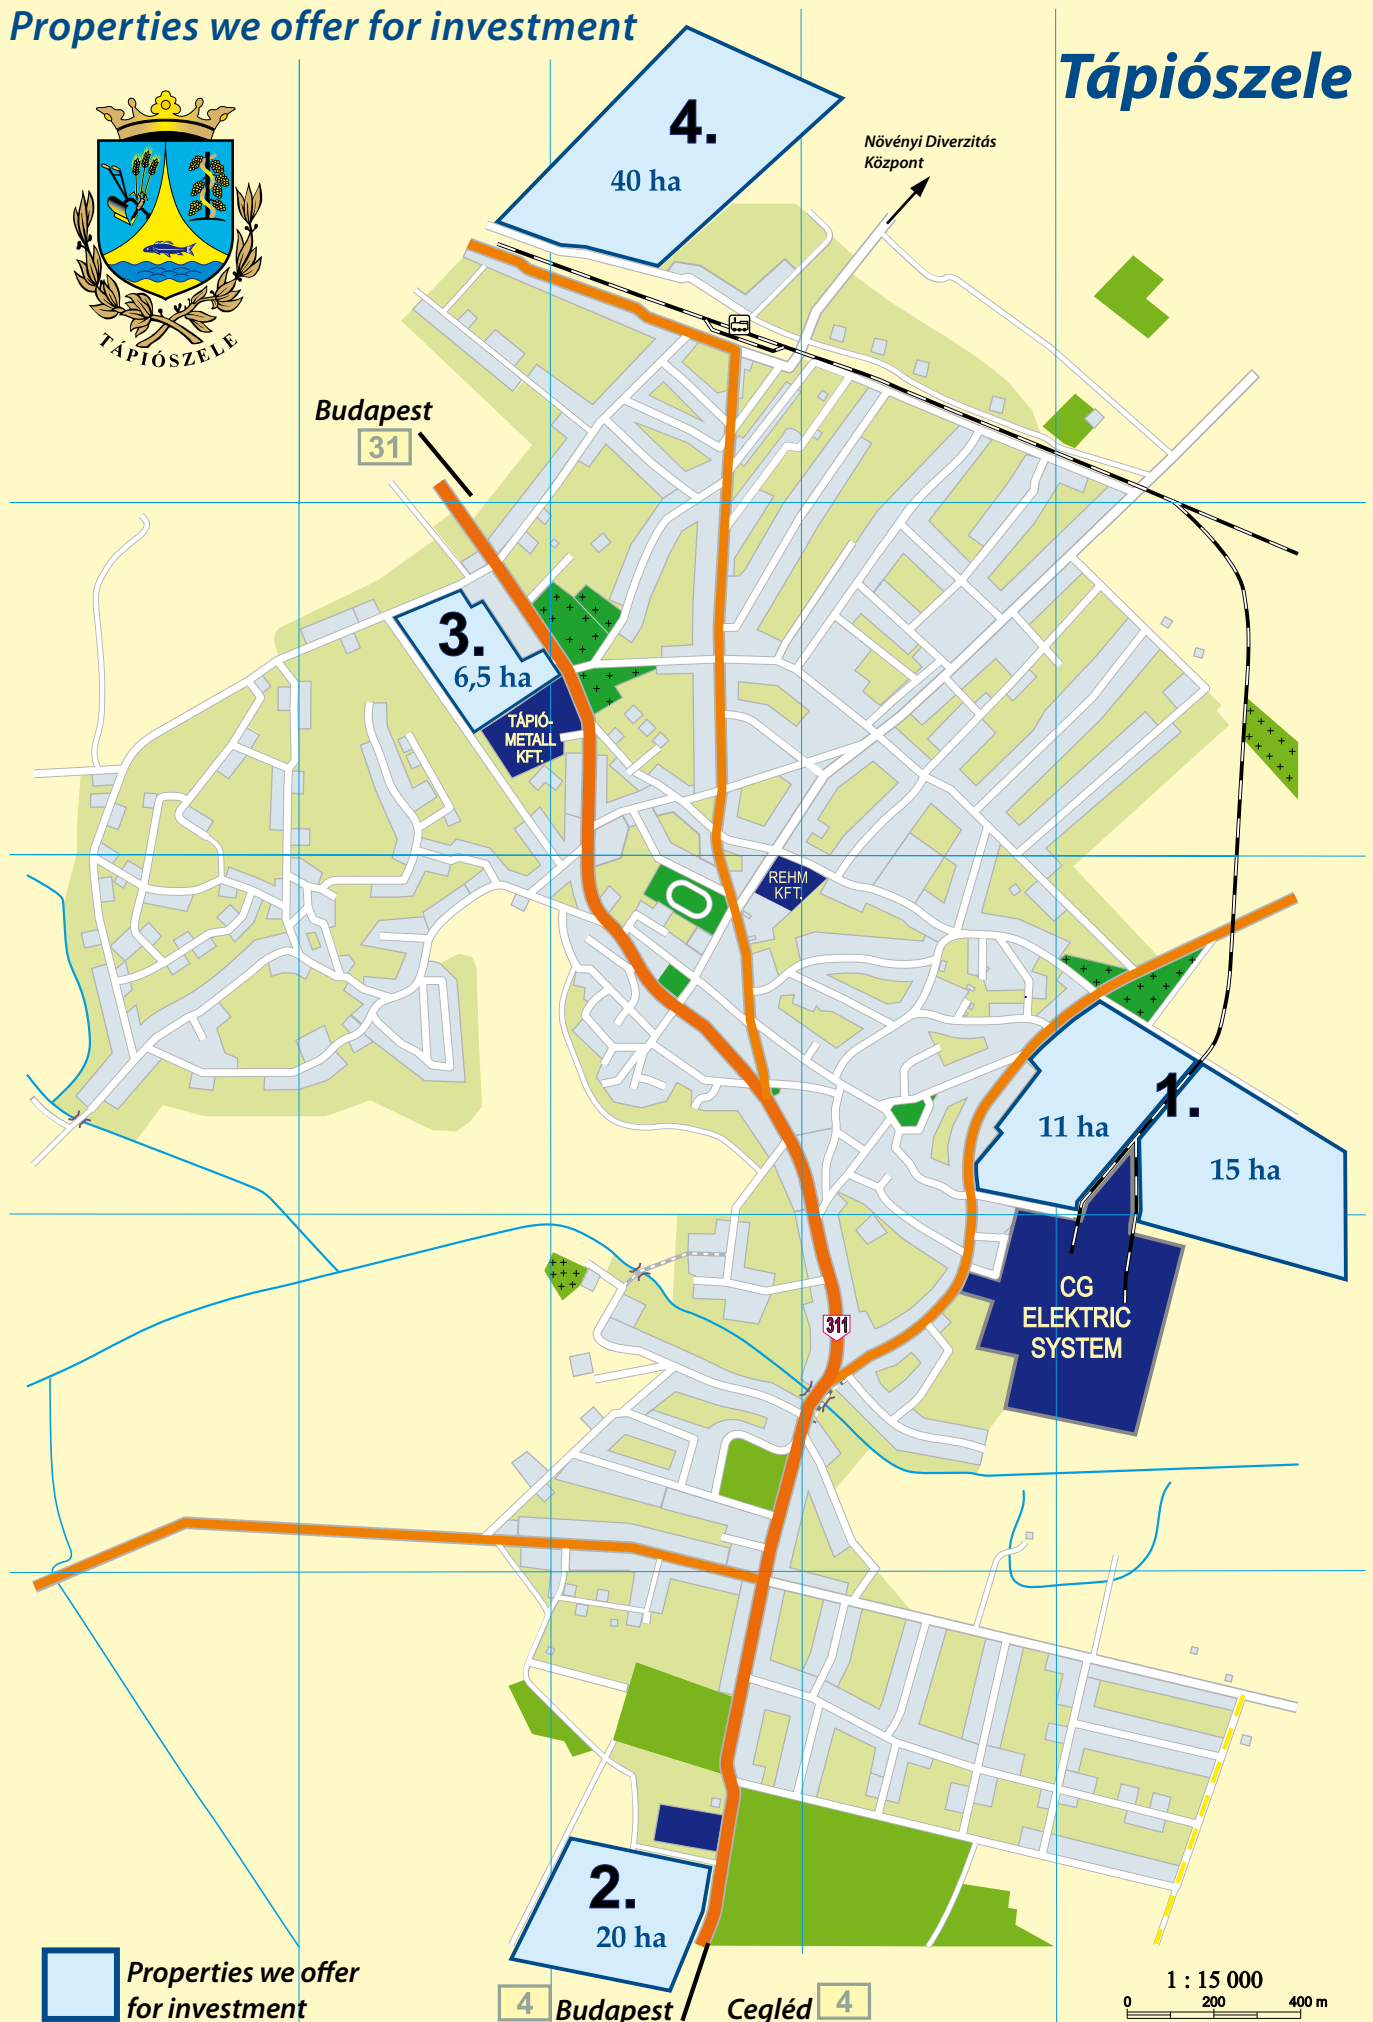 Properties we offer for investment
Tápiószele
TÁPIÓSZELE
4.
40 ha
Növényi Diverzitás
Központ
Budapest
31
3.
6,5 ha
TÁPIÓ-
METALL
KFT.
REHM
KFT.
1.
11 ha
15 ha
CG
ELEKTRIC
SYSTEM
311
2.
20 ha
Properties we offer
for investment
4 Budapest
Cegléd 4
1 : 15 000
0 200 400 m